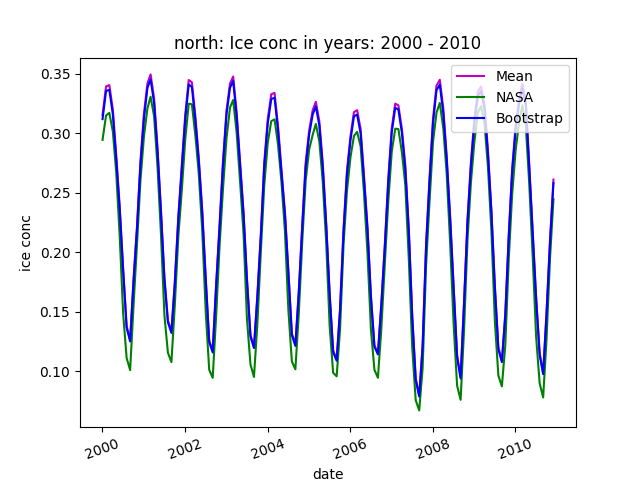 north: Ice conc in years: 2000 - 2010
Mean
NASA
Bootstrap
0.35
0.30
0.25
0.20
0.15
0.10
ice conc
2000
2002
2004
2006
2008
2010
date